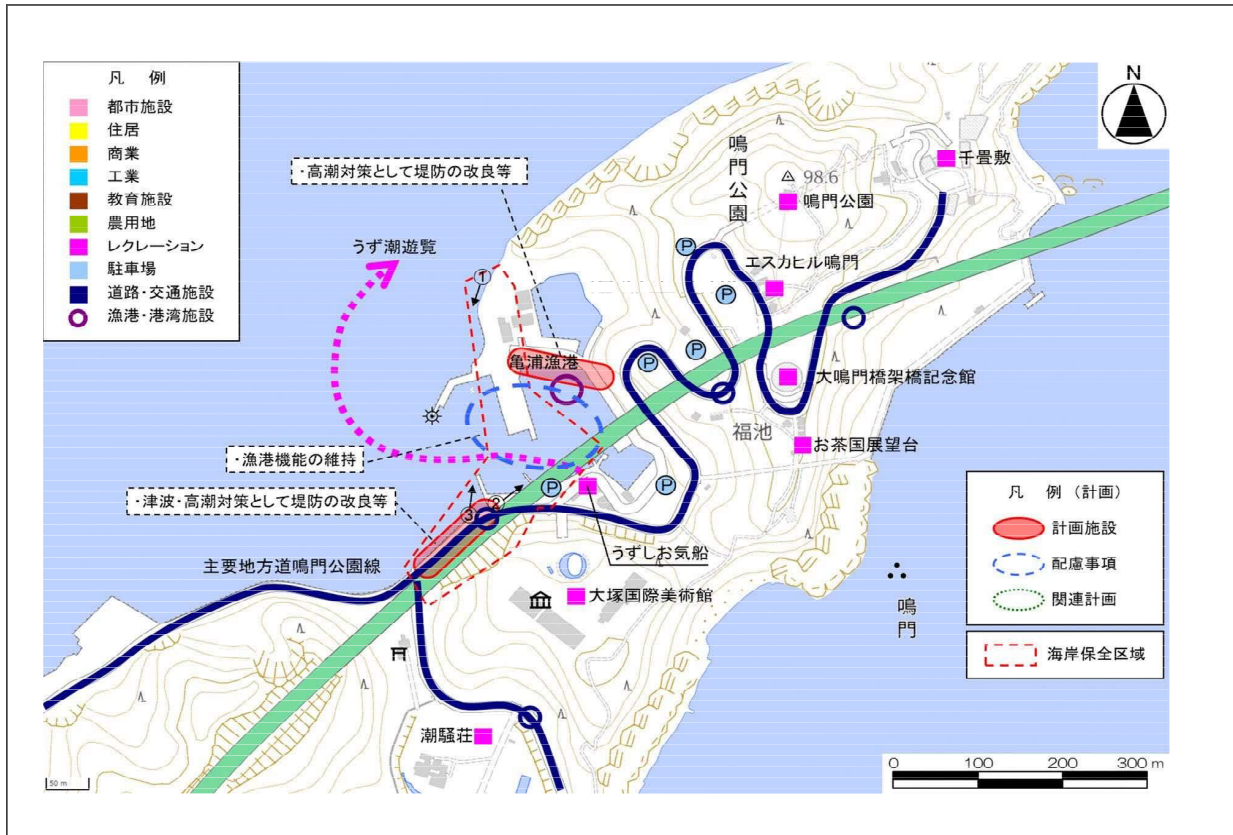 凡 例
都市施設
住居
商業
工業
教育施設
農用地
レクレーション
駐車場
道路・交通施設
漁港・港湾施設
N
・高潮対策として堤防の改良等
うず潮遊覧
①
鳴門公園
98.6
鳴門公園
千畳敷
エスカヒル鳴門
P
P
P
P
亀浦漁港
大鳴門橋架橋記念館
福池
お茶国展望台
・漁港機能の維持
・津波・高潮対策として堤防の改良等
②
③
P
P
うずしお気船
主要地方道鳴門公園線
大塚国際美術館
鳴門
潮騒荘
凡 例 (計画)
計画施設
配慮事項
関連計画
海岸保全区域
50 m
0 100 200 300 m